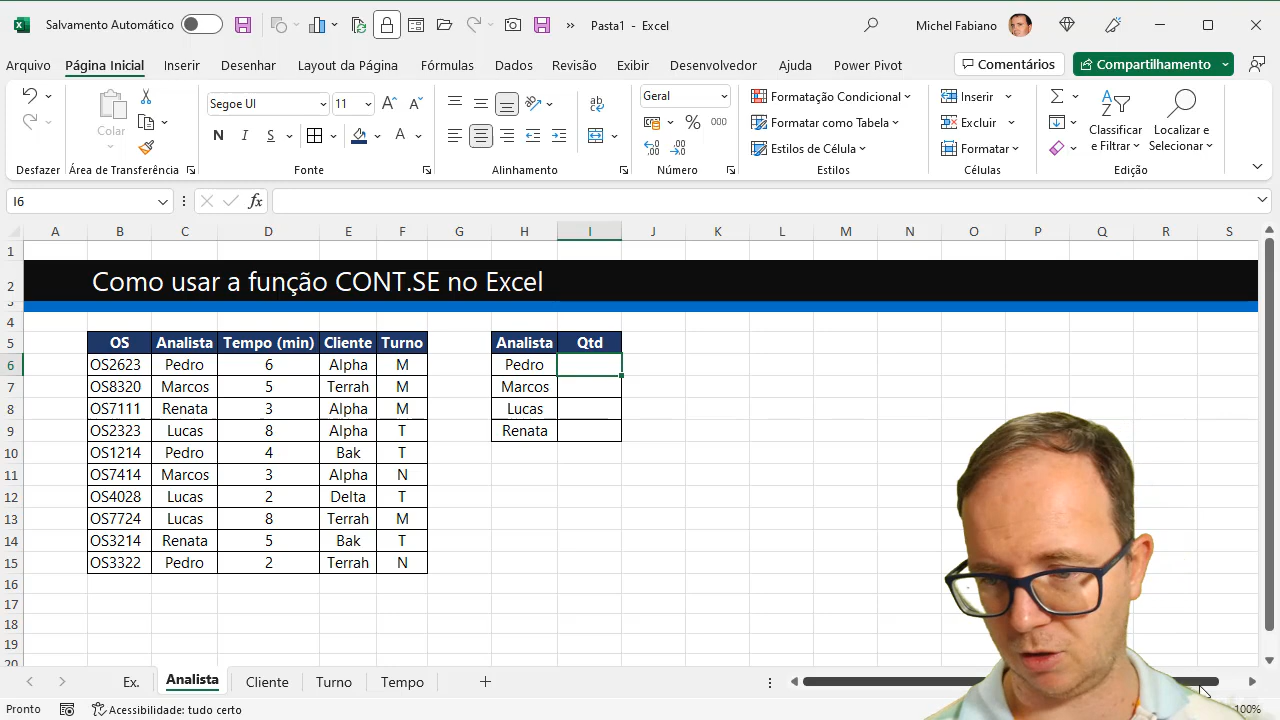 Salvamento Automático
Pasta1 - Excel
Michel Fabiano
Arquivo Página Inicial Inserir Desenhar Layout da Página Fórmulas Dados Revisão Exibir Desenvolvedor Ajuda Power Pivot Comentários Compartilhamento
Colar
Segoe UI 11
N I S A
ab
Geral
% 000
Formatação Condicional
Formatar como Tabela
Estilos de Célula
Inserir
Excluir
Formatar
Classificar e Filtrar
Localizar e Selecionar
Desfazer Área de Transferência Fonte Alinhamento Número Estilos Células Edição
I6 fx
A B C D E F G H I J K L M N O P Q R S
1
2 Como usar a função CONT.SE no Excel
3
4
5 OS Analista Tempo (min) Cliente Turno Analista Qtd
6 OS2623 Pedro 6 Alpha M Pedro
7 OS8320 Marcos 5 Terrah M Marcos
8 OS7111 Renata 3 Alpha M Lucas
9 OS2323 Lucas 8 Alpha T Renata
10 OS1214 Pedro 4 Bak T
11 OS7414 Marcos 3 Alpha N
12 OS4028 Lucas 2 Delta T
13 OS7724 Lucas 8 Terrah M
14 OS3214 Renata 5 Bak T
15 OS3322 Pedro 2 Terrah N
16
17
18
19
20
Ex. Analista Cliente Turno Tempo
Pronto Acessibilidade: tudo certo 100%